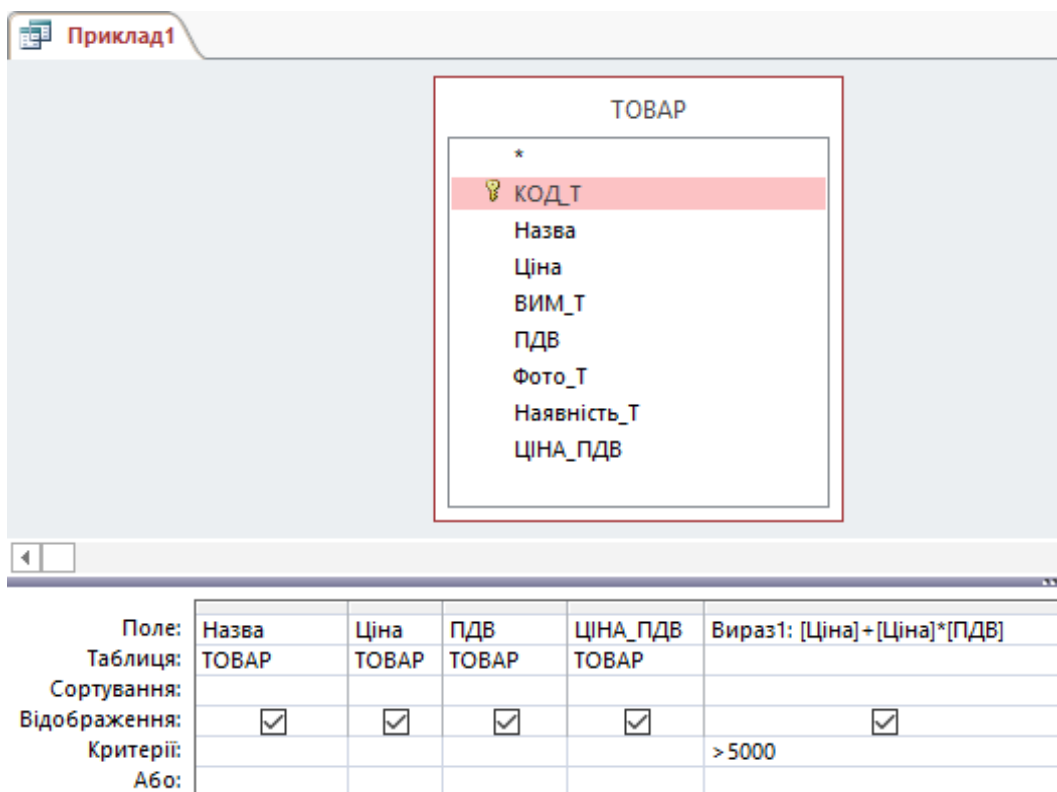 Приклад1
ТОВАР
*
КОД_Т
Назва
Ціна
ВИМ_Т
ПДВ
Фото_Т
Наявність_Т
ЦІНА_ПДВ
Поле: Назва Ціна ПДВ ЦІНА_ПДВ Вираз1: [Ціна]+[Ціна]*[ПДВ]
Таблиця: ТОВАР ТОВАР ТОВАР ТОВАР
Сортування:
Відображення:
Критерії: >5000
Або: